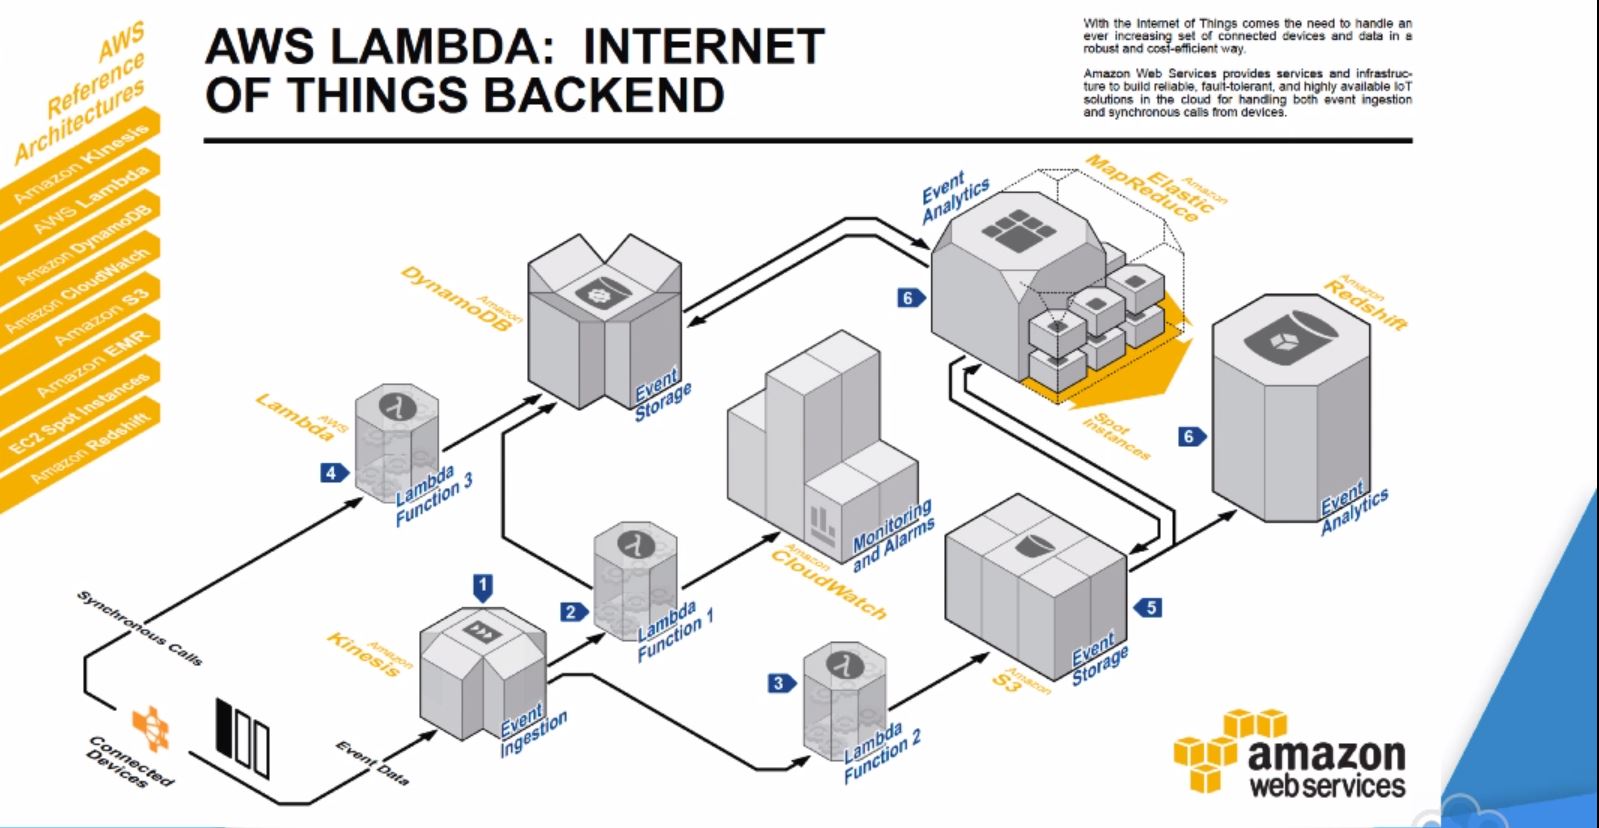 AWS
Reference
Architectures
Amazon Kinesis
AWS Lambda
Amazon DynamoDB
Amazon CloudWatch
Amazon S3
Amazon EMR
EC2 Spot Instances
Amazon Redshift
AWS LAMBDA: INTERNET
OF THINGS BACKEND
With the Internet of Things comes the need to handle an
ever increasing set of connected devices and data in a
robust and cost-efficient way.
Amazon Web Services provides services and infrastruc-
ture to build reliable, fault-tolerant, and highly available IoT
solutions in the cloud for handling both event ingestion
and synchronous calls from devices.
Event
Analytics
Amazon
Elastic
MapReduce
6
Spot
Instances
Amazon
Redshift
6
Event
Analytics
Amazon
DynamoDB
Event
Storage
AWS
Lambda
λ
4
Lambda
Function 3
Monitoring
and Alarms
Amazon
CloudWatch
λ
2
Lambda
Function 1
1
Amazon
Kinesis
Event
Ingestion
5
Event
Storage
Amazon
S3
λ
3
Lambda
Function 2
Synchronous Calls
Connected
Devices
Event Data
amazon
web services